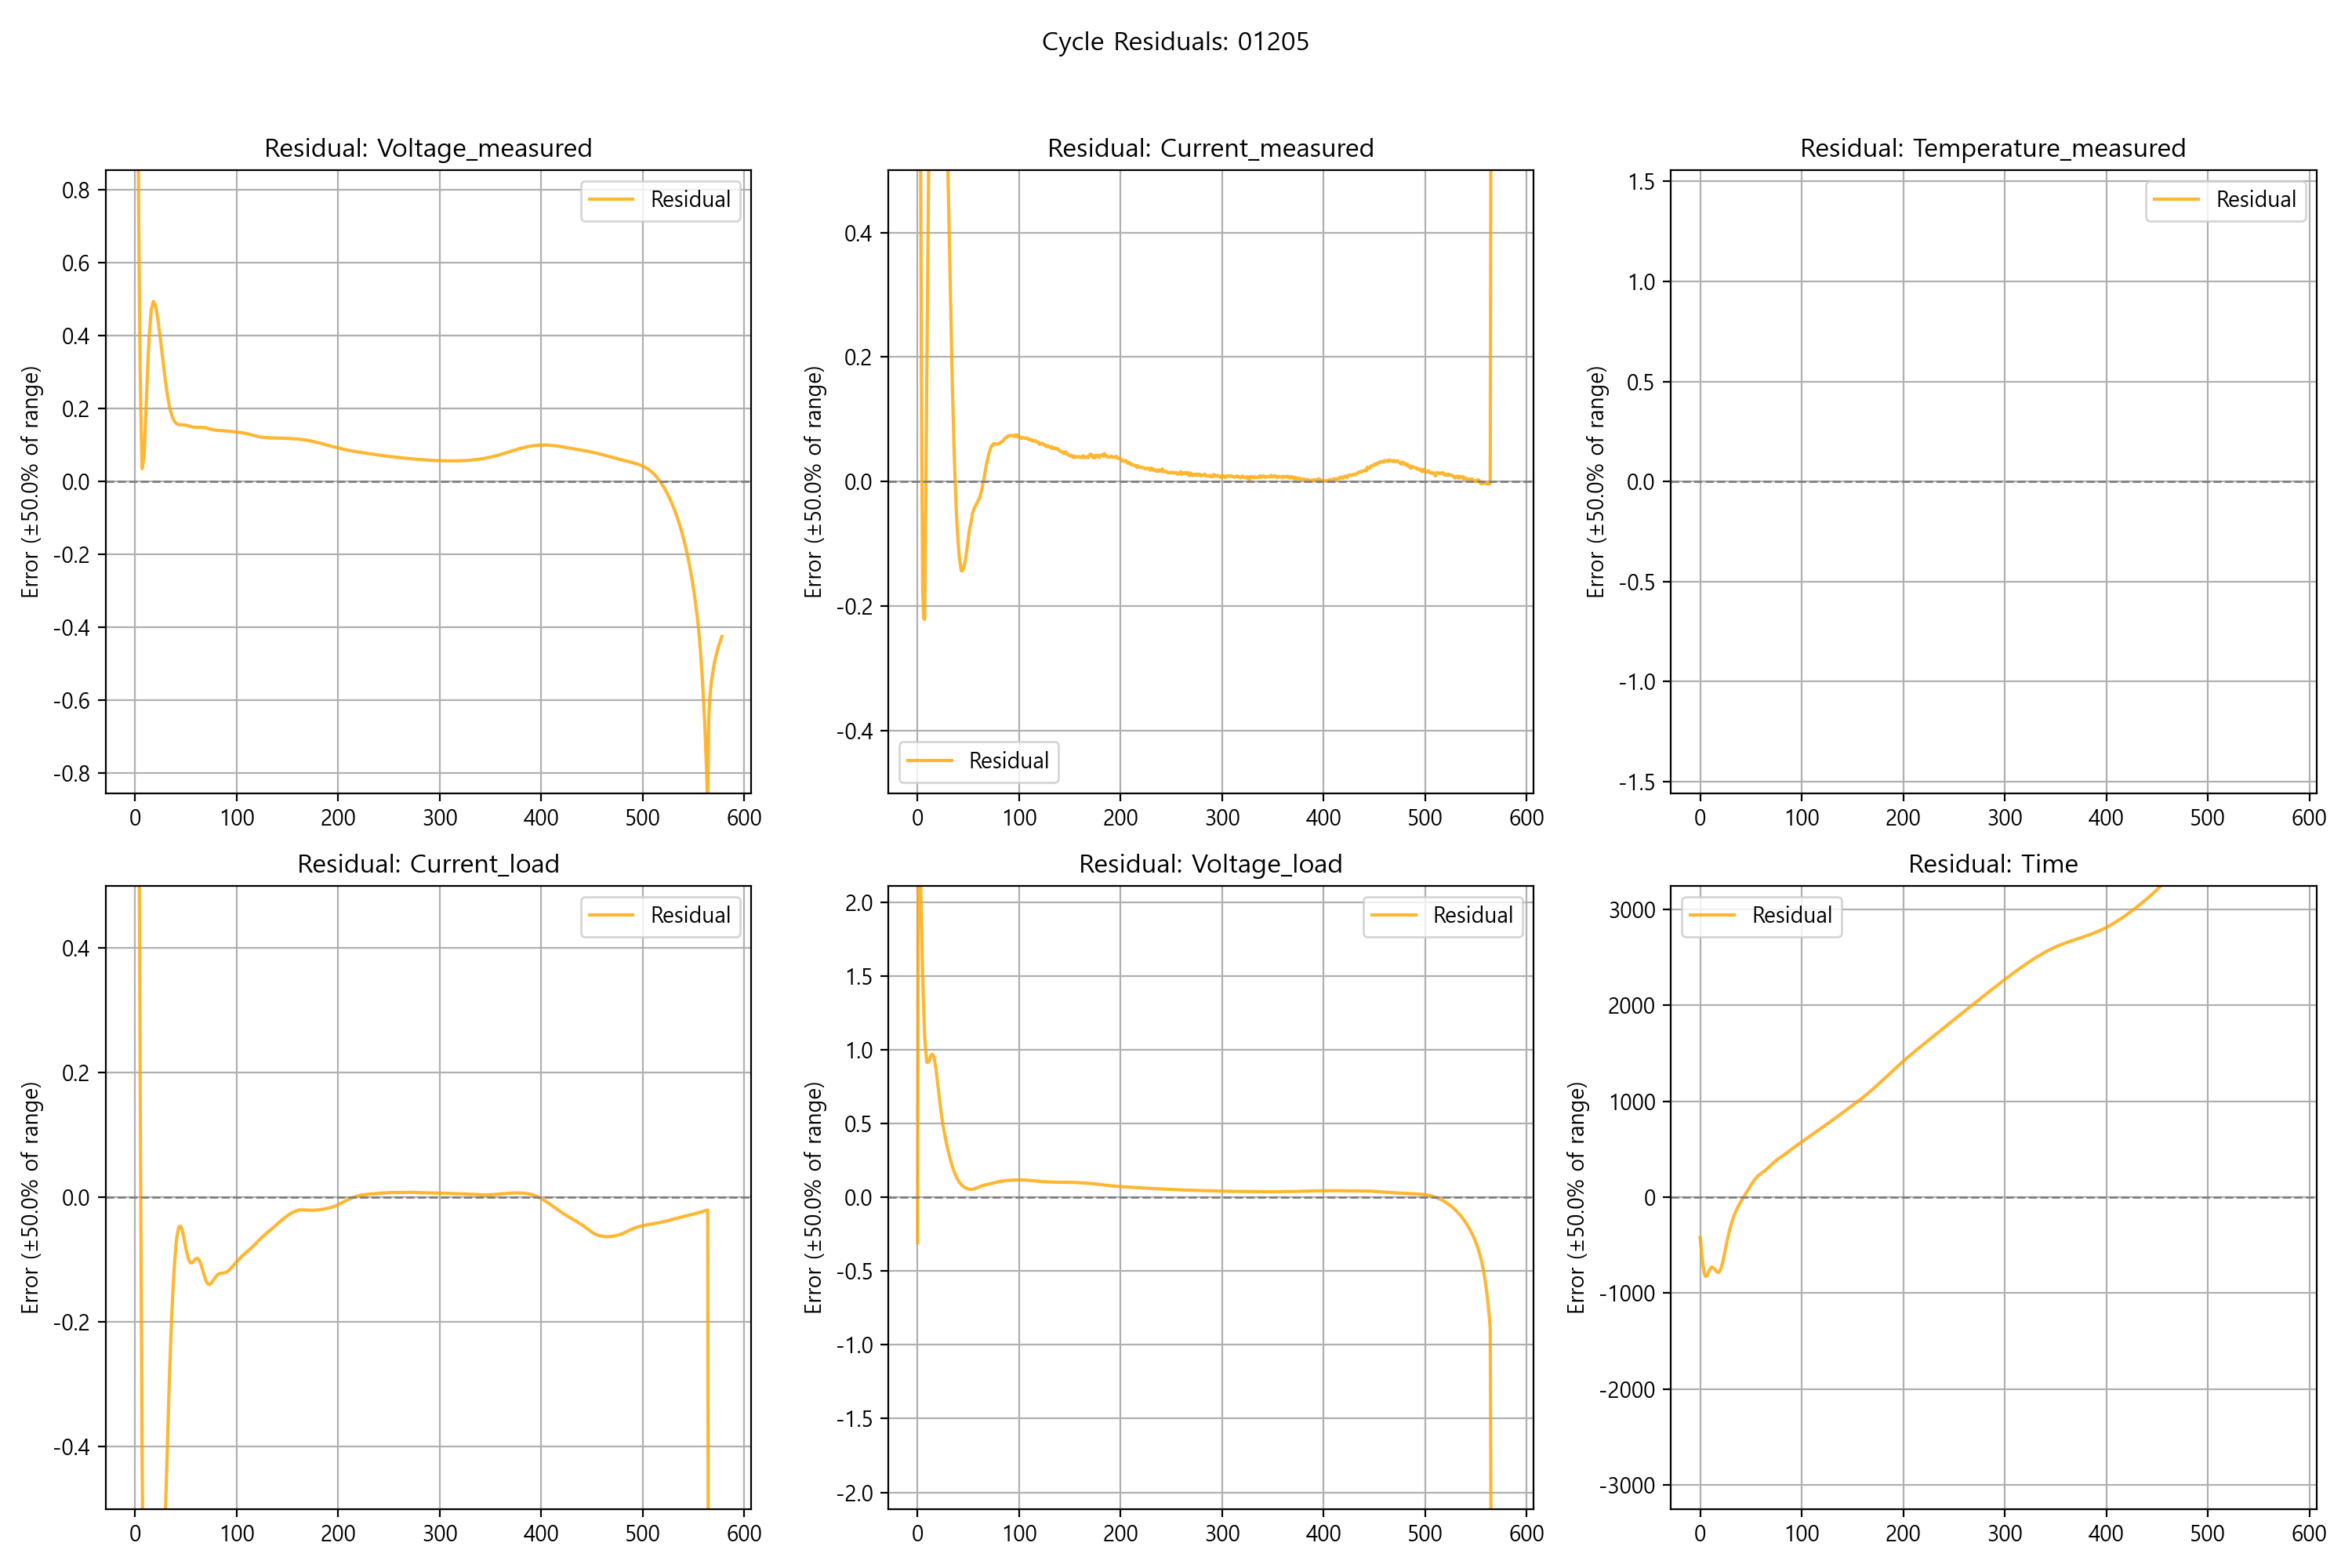 Cycle Residuals: 01205
Residual: Voltage_measured
Error (±50.0% of range)
0.8
0.6
0.4
0.2
0.0
-0.2
-0.4
-0.6
-0.8
Residual
0 100 200 300 400 500 600
Residual: Current_measured
Error (±50.0% of range)
0.4
0.2
0.0
-0.2
-0.4
Residual
0 100 200 300 400 500 600
Residual: Temperature_measured
Error (±50.0% of range)
1.5
1.0
0.5
0.0
-0.5
-1.0
-1.5
Residual
0 100 200 300 400 500 600
Residual: Current_load
Error (±50.0% of range)
0.4
0.2
0.0
-0.2
-0.4
Residual
0 100 200 300 400 500 600
Residual: Voltage_load
Error (±50.0% of range)
2.0
1.5
1.0
0.5
0.0
-0.5
-1.0
-1.5
-2.0
Residual
0 100 200 300 400 500 600
Residual: Time
Error (±50.0% of range)
3000
2000
1000
0
-1000
-2000
-3000
Residual
0 100 200 300 400 500 600